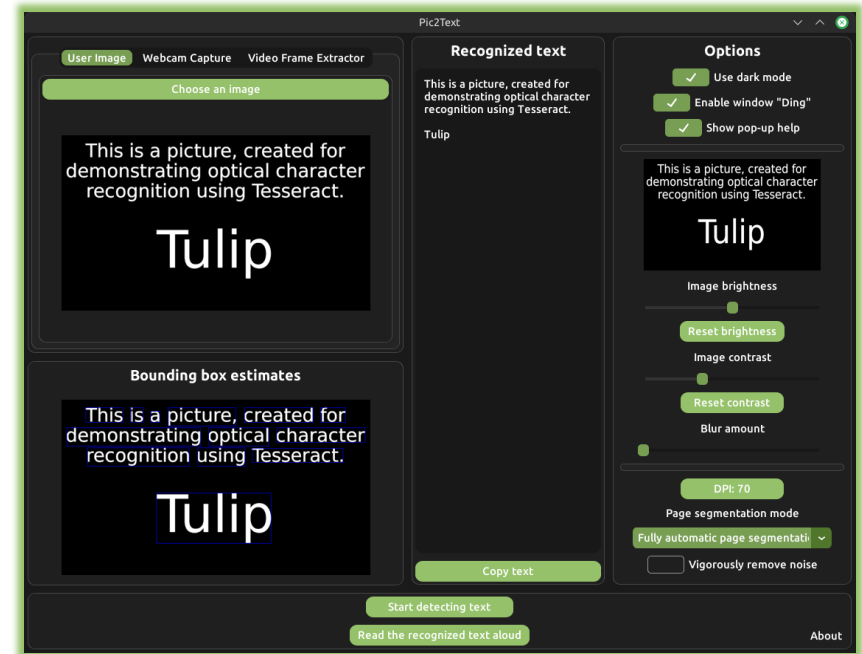 Pic2Text
User Image
Webcam Capture
Video Frame Extractor
Choose an image
This is a picture, created for
demonstrating optical character
recognition using Tesseract.
Tulip
Bounding box estimates
This is a picture, created for
demonstrating optical character
recognition using Tesseract.
Tulip
Recognized text
This is a picture, created for
demonstrating optical character
recognition using Tesseract.
Tulip
Copy text
Options
Use dark mode
Enable window "Ding"
Show pop-up help
This is a picture, created for
demonstrating optical character
recognition using Tesseract.
Tulip
Image brightness
Reset brightness
Image contrast
Reset contrast
Blur amount
DPI: 70
Page segmentation mode
Fully automatic page segmentati
Vigorously remove noise
Start detecting text
Read the recognized text aloud
About